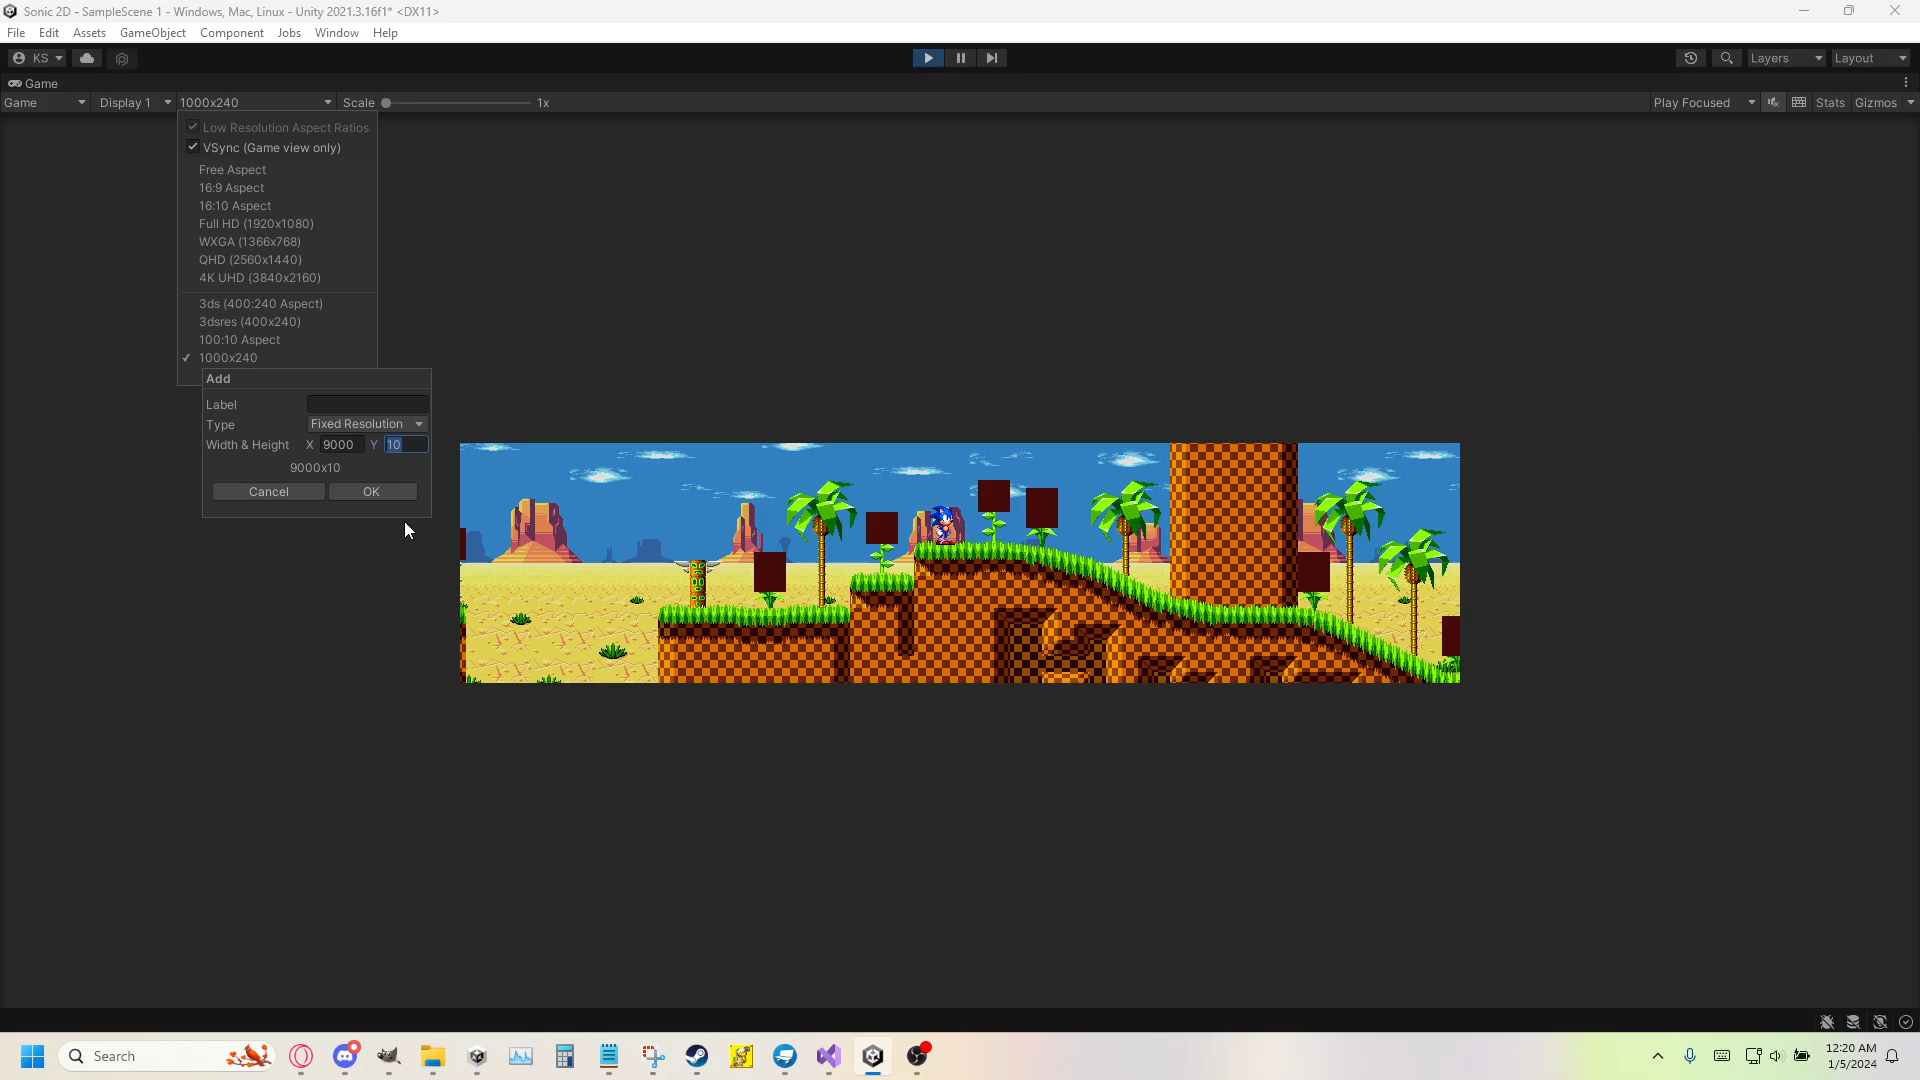 Sonic 2D - SampleScene 1 - Windows, Mac, Linux - Unity 2021.3.16f1* <DX11>
File Edit Assets GameObject Component Jobs Window Help
KS Layers Layout
Game
Game Display 1 1000x240 Scale 1x Play Focused Stats Gizmos
Low Resolution Aspect Ratios
VSync (Game view only)
Free Aspect
16:9 Aspect
16:10 Aspect
Full HD (1920x1080)
WXGA (1366x768)
QHD (2560x1440)
4K UHD (3840x2160)
3ds (400:240 Aspect)
3dsres (400x240)
100:10 Aspect
1000x240
Add
Label
Type Fixed Resolution
Width & Height X 9000 Y 10
9000x10
Cancel OK
Search
12:20 AM
1/5/2024